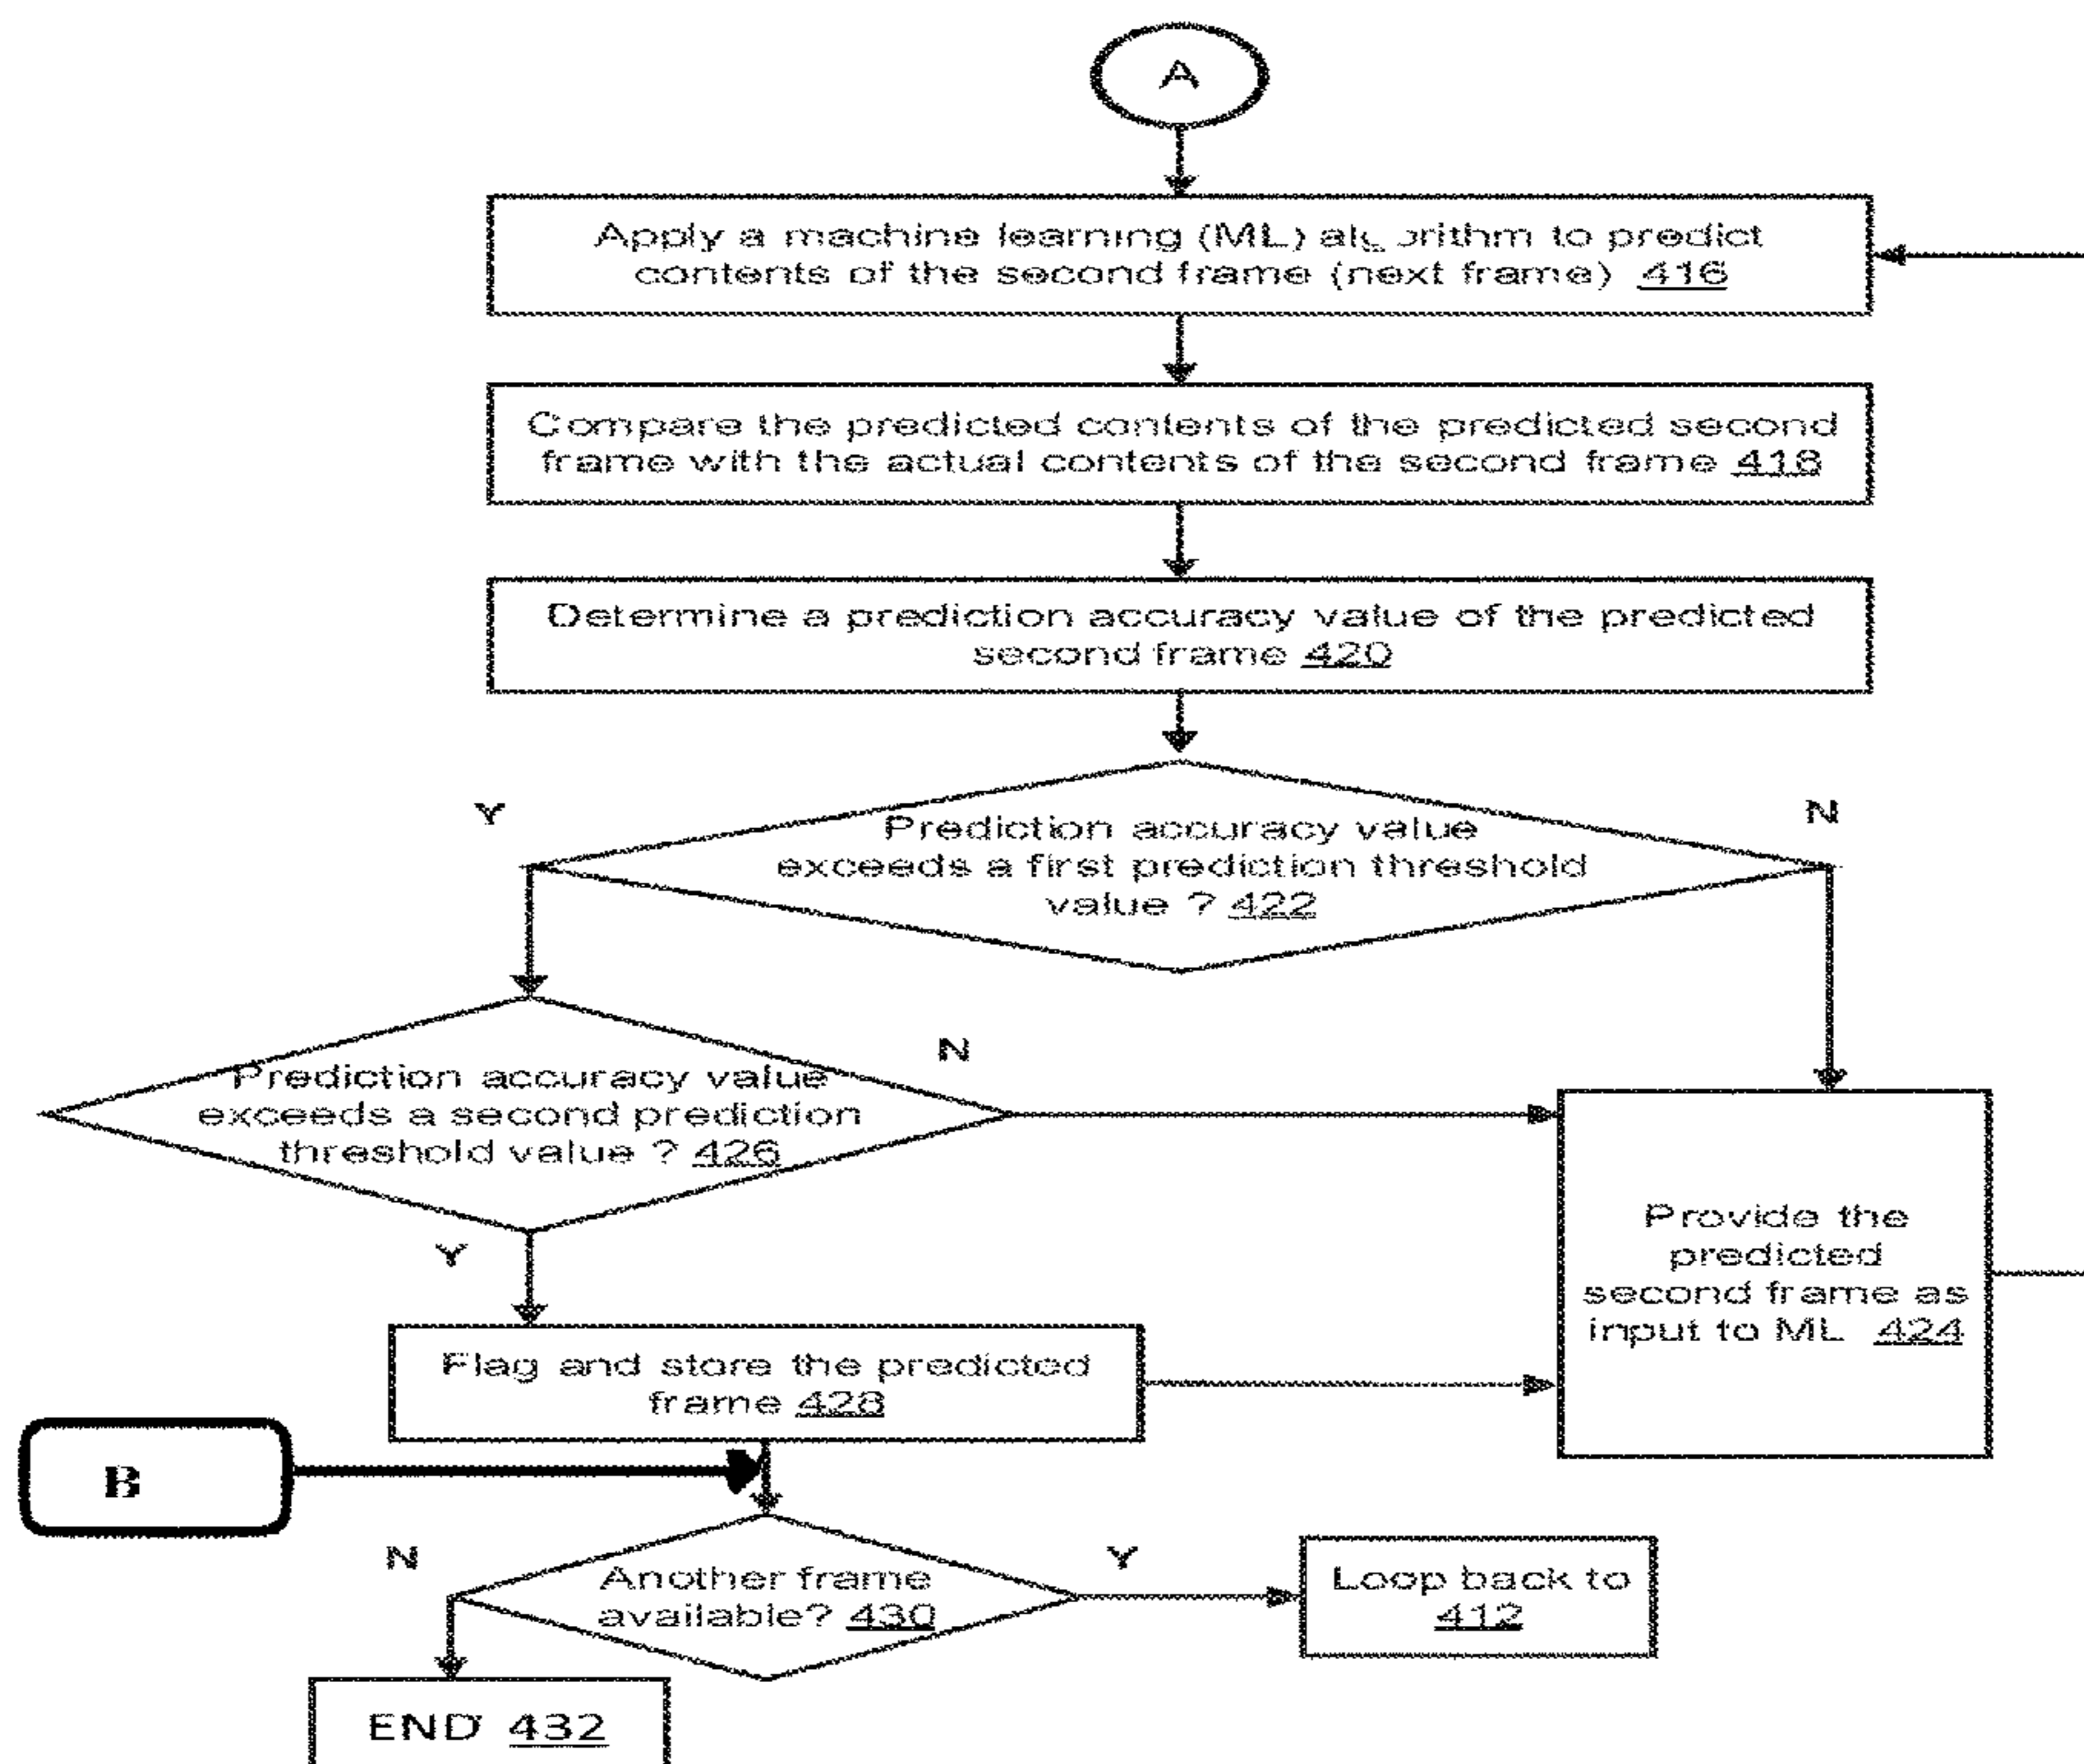 A
Apply a machine learning (ML) algorithm to predict
contents of the second frame (next frame) 416
Compare the predicted contents of the predicted second
frame with the actual contents of the second frame 418
Determine a prediction accuracy value of the predicted
second frame 420
Y
N
Prediction accuracy value
exceeds a first prediction threshold
value ? 422
N
Prediction accuracy value
exceeds a second prediction
threshold value ? 426
Y
Provide the
predicted
second frame as
input to ML 424
Flag and store the predicted
frame 428
B
N
Y
Another frame
available? 430
Loop back to
412
END 432